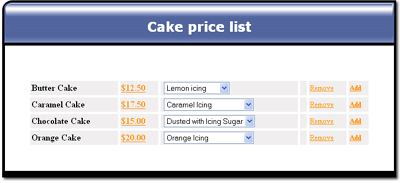 Cake price list
Butter Cake $12.50 Lemon icing Remove Add
Caramel Cake $17.50 Caramel Icing Remove Add
Chocolate Cake $15.00 Dusted with Icing Sugar Remove Add
Orange Cake $20.00 Orange Icing Remove Add